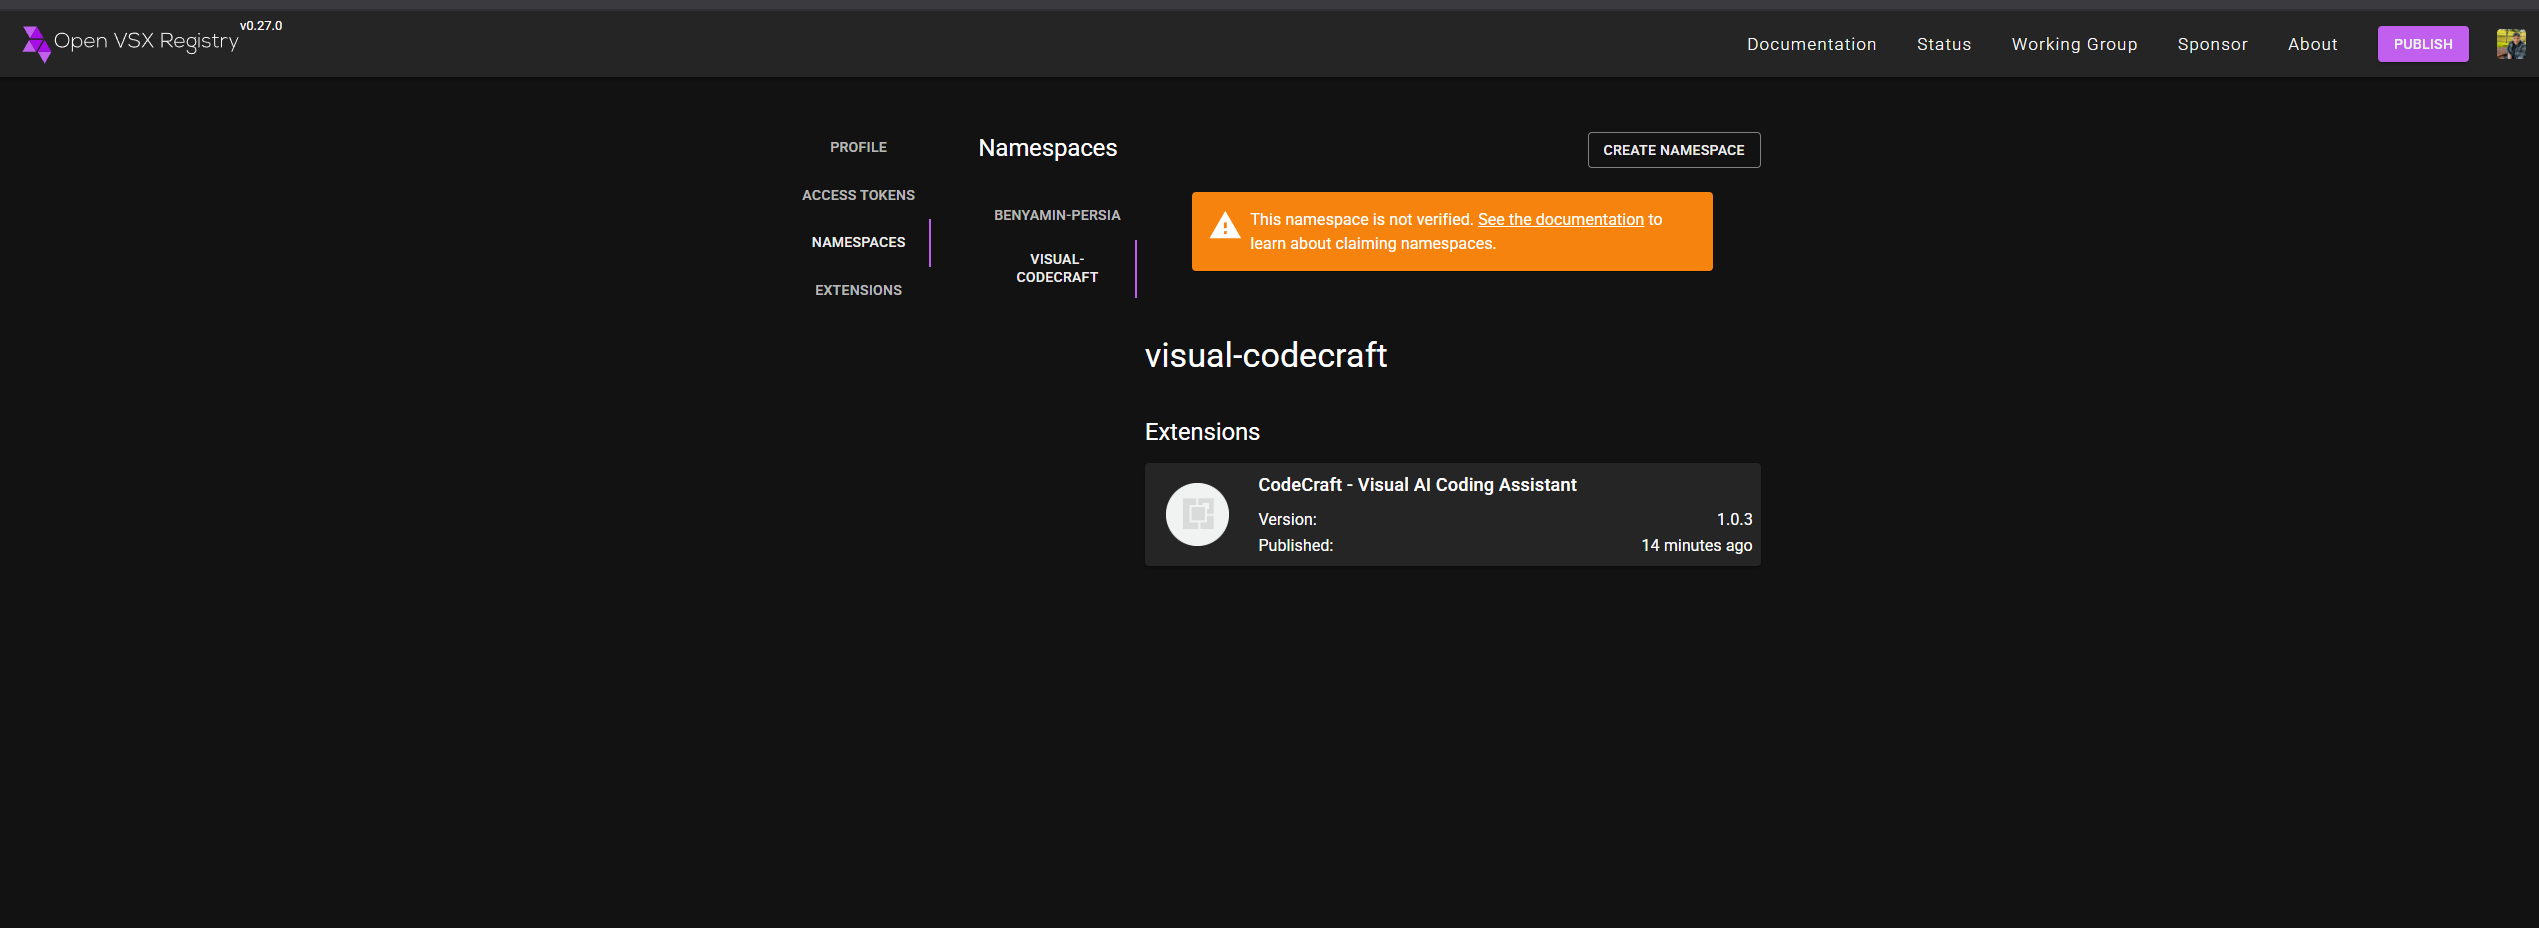 Open VSX Registry
v0.27.0
Documentation
Status
Working Group
Sponsor
About
PUBLISH
PROFILE
ACCESS TOKENS
NAMESPACES
EXTENSIONS
Namespaces
CREATE NAMESPACE
BENYAMIN-PERSIA
VISUAL-
CODECRAFT
This namespace is not verified. See the documentation to
learn about claiming namespaces.
visual-codecraft
Extensions
CodeCraft - Visual AI Coding Assistant
Version:
1.0.3
Published:
14 minutes ago